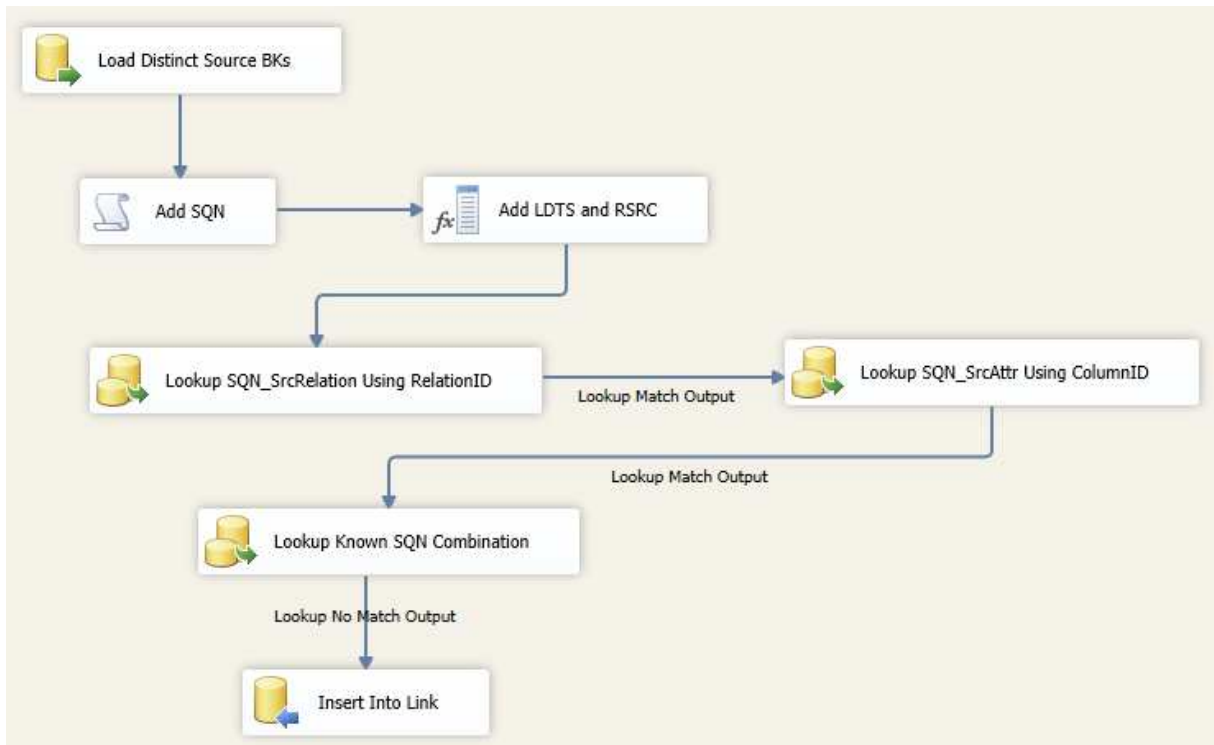 Load Distinct Source BKs
Add SQN
fx
Add LDTS and RSRC
Lookup SQN_SrcRelation Using RelationID
Lookup Match Output
Lookup SQN_SrcAttr Using ColumnID
Lookup Match Output
Lookup Known SQN Combination
Lookup No Match Output
Insert Into Link